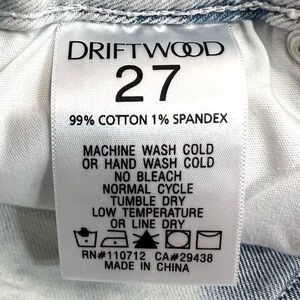 DRIFTWOOD
27
99% COTTON 1% SPANDEX
MACHINE WASH COLD
OR HAND WASH COLD
NO BLEACH
NORMAL CYCLE
TUMBLE DRY
LOW TEMPERATURE
OR LINE DRY
RN#110712 CA#29438
MADE IN CHINA